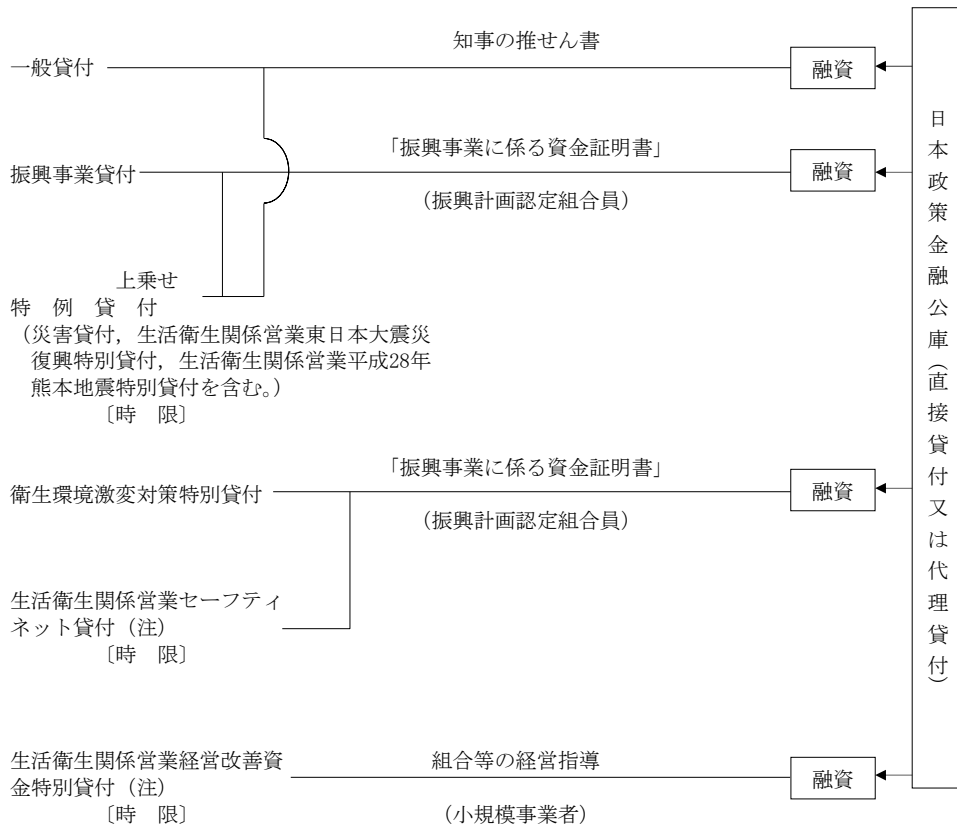 知事の推せん書
一般貸付
融資
「振興事業に係る資金証明書」
振興事業貸付
融資
（振興計画認定組合員）
上乗せ
特　例　貸　付
（災害貸付，生活衛生関係営業東日本大震災
復興特別貸付，生活衛生関係営業平成28年
熊本地震特別貸付を含む。）
〔時　限〕
「振興事業に係る資金証明書」
衛生環境激変対策特別貸付
融資
（振興計画認定組合員）
生活衛生関係営業セーフティ
ネット貸付（注）
〔時　限〕
生活衛生関係営業経営改善資
金特別貸付（注）
〔時　限〕
組合等の経営指導
融資
（小規模事業者）
日本政策金融公庫（直接貸付又は代理貸付）